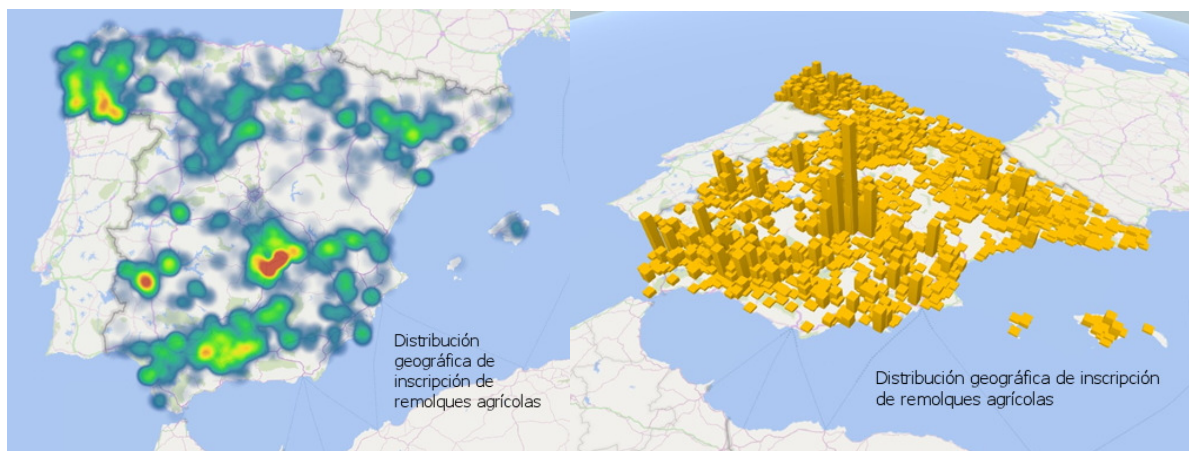 Distribución
geográfica de
inscripción de
remolques agrícolas
Distribución geográfica de inscripción
de remolques agrícolas